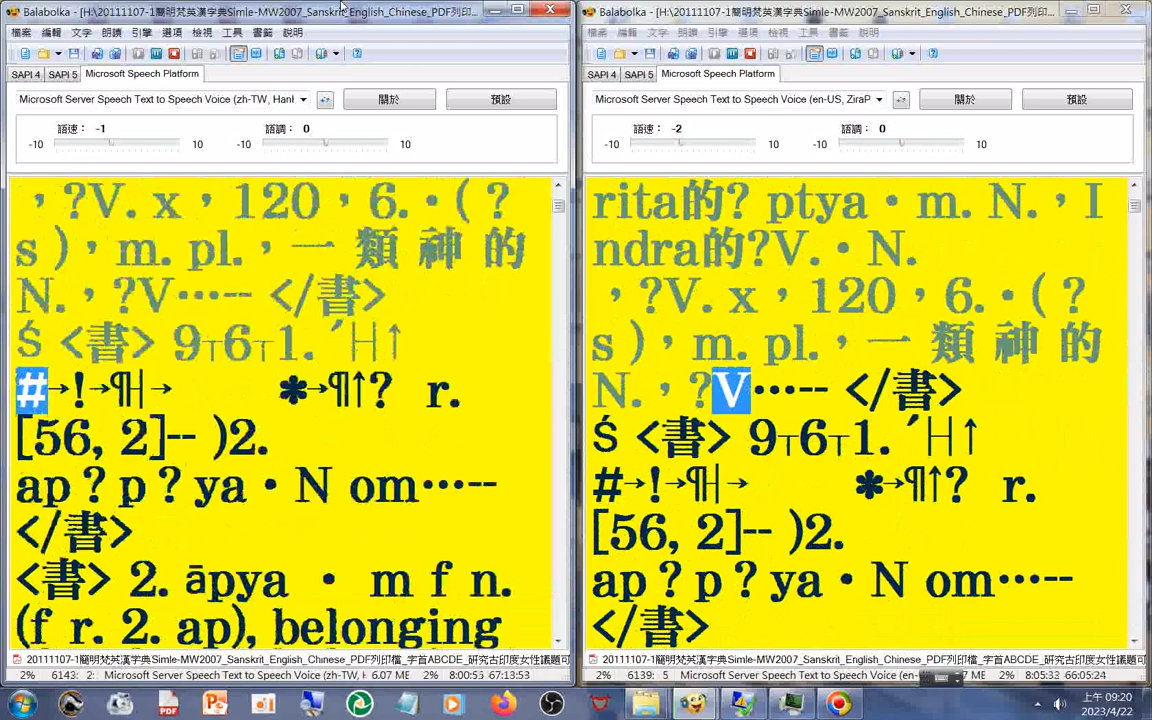 Balabolka - [H:\20111107-1簡明梵英漢字典Simle-MW2007_Sanskrit_English_Chinese_PDF列印...
檔案 編輯 文字 朗讀 引擎 選項 檢視 工具 書籤 說明
SAPI 4 SAPI 5 Microsoft Speech Platform
Microsoft Server Speech Text to Speech Voice (zh-TW, Hanl 關於 預設
語速： -1 語調： 0
-10 10 -10 10
，?V. x，120，6.・( ?
s )，m. pl.，一 類 神 的
N.，?V…-- </書>
Ś <書> 9┬6┬1. ˊH↑
#→!→¶H→ ✱→¶↑? r.
[56, 2]-- )2.
ap ? p ? ya・N om…--
</書>
<書> 2. āpya ・ m f n.
(f r. 2. ap), belonging
20111107-1簡明梵英漢字典Simle-MW2007_Sanskrit_English_Chinese_PDF列印檔_字首ABCDE_研究古印度女性議題可
2% 6143: 2: Microsoft Server Speech Text to Speech Voice (zh-TW, H 6.07 MB 2% 8:00:55 67:13:53
Balabolka - [H:\20111107-1簡明梵英漢字典Simle-MW2007_Sanskrit_English_Chinese_PDF列印...
檔案 編輯 文字 朗讀 引擎 選項 檢視 工具 書籤 說明
SAPI 4 SAPI 5 Microsoft Speech Platform
Microsoft Server Speech Text to Speech Voice (en-US, ZiraP 關於 預設
語速： -2 語調： 0
-10 10 -10 10
rita的? ptya・m. N.，I
ndra的?V.・N.
，?V. x，120，6.・( ?
s )，m. pl.，一 類 神 的
N.，?V…-- </書>
Ś <書> 9┬6┬1. ˊH↑
#→!→¶H→ ✱→¶↑? r.
[56, 2]-- )2.
ap ? p ? ya・N om…--
</書>
20111107-1簡明梵英漢字典Simle-MW2007_Sanskrit_English_Chinese_PDF列印檔_字首ABCDE_研究古印度女性議題可
2% 6139: 5 Microsoft Server Speech Text to Speech Voice (en-US, 2% 8:05:33 66:05:24
上午 09:20
2023/4/22